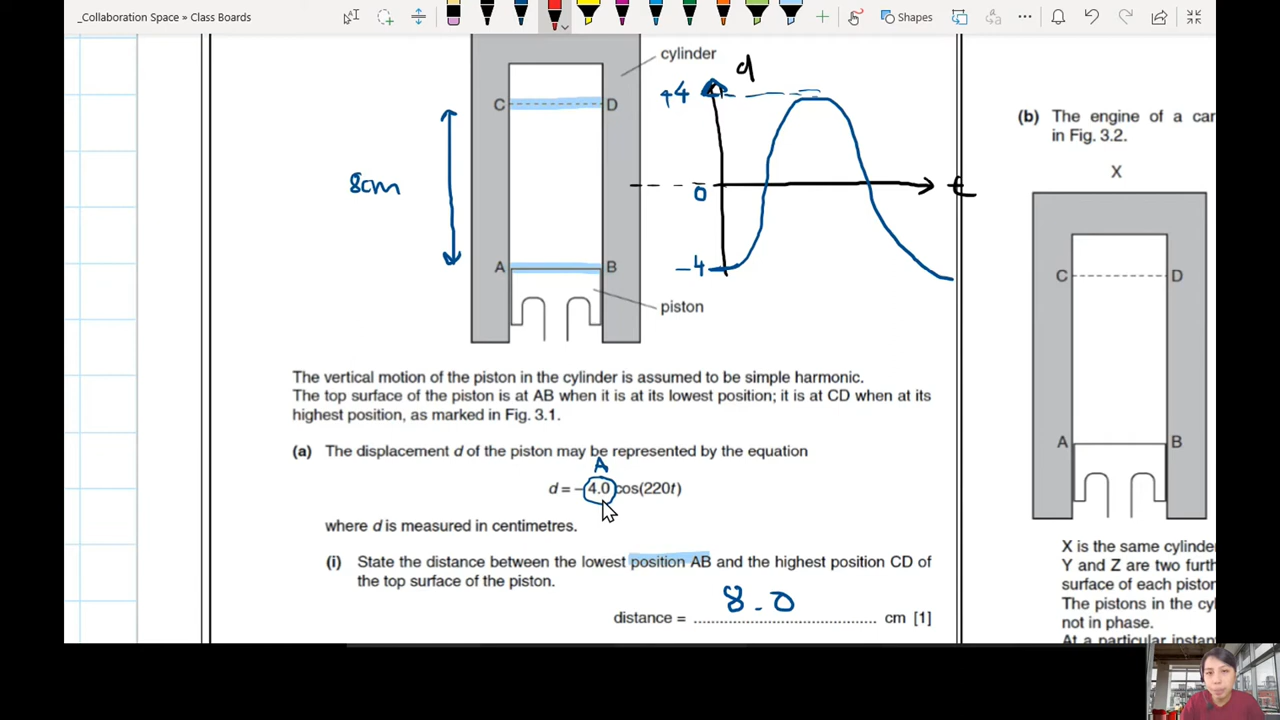 _Collaboration Space » Class Boards
Shapes
cylinder
d
C
D
+4
8cm
0
t
A
B
-4
piston
The vertical motion of the piston in the cylinder is assumed to be simple harmonic.
The top surface of the piston is at AB when it is at its lowest position; it is at CD when at its
highest position, as marked in Fig. 3.1.
(a) The displacement d of the piston may be represented by the equation
A
d = – 4.0 cos(220t)
where d is measured in centimetres.
(i) State the distance between the lowest position AB and the highest position CD of
the top surface of the piston.
8.0
distance = ............................................ cm [1]
(b) The engine of a car
in Fig. 3.2.
X
C
D
A
B
X is the same cylinder
Y and Z are two furth
surface of each piston
The pistons in the cy
not in phase.
At a particular instan